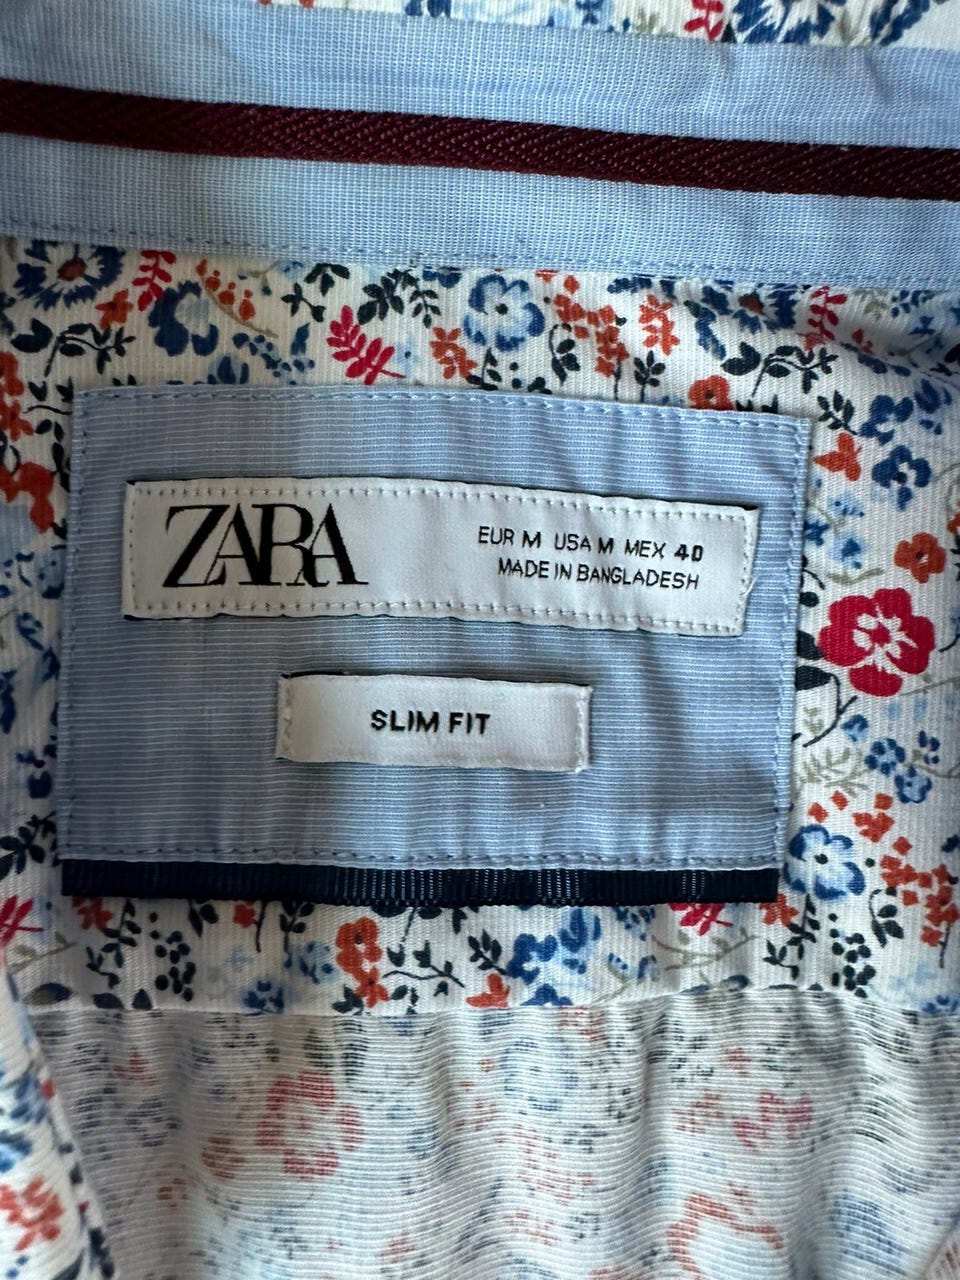 ZARA
EUR M USA M MEX 40
MADE IN BANGLADESH
SLIM FIT